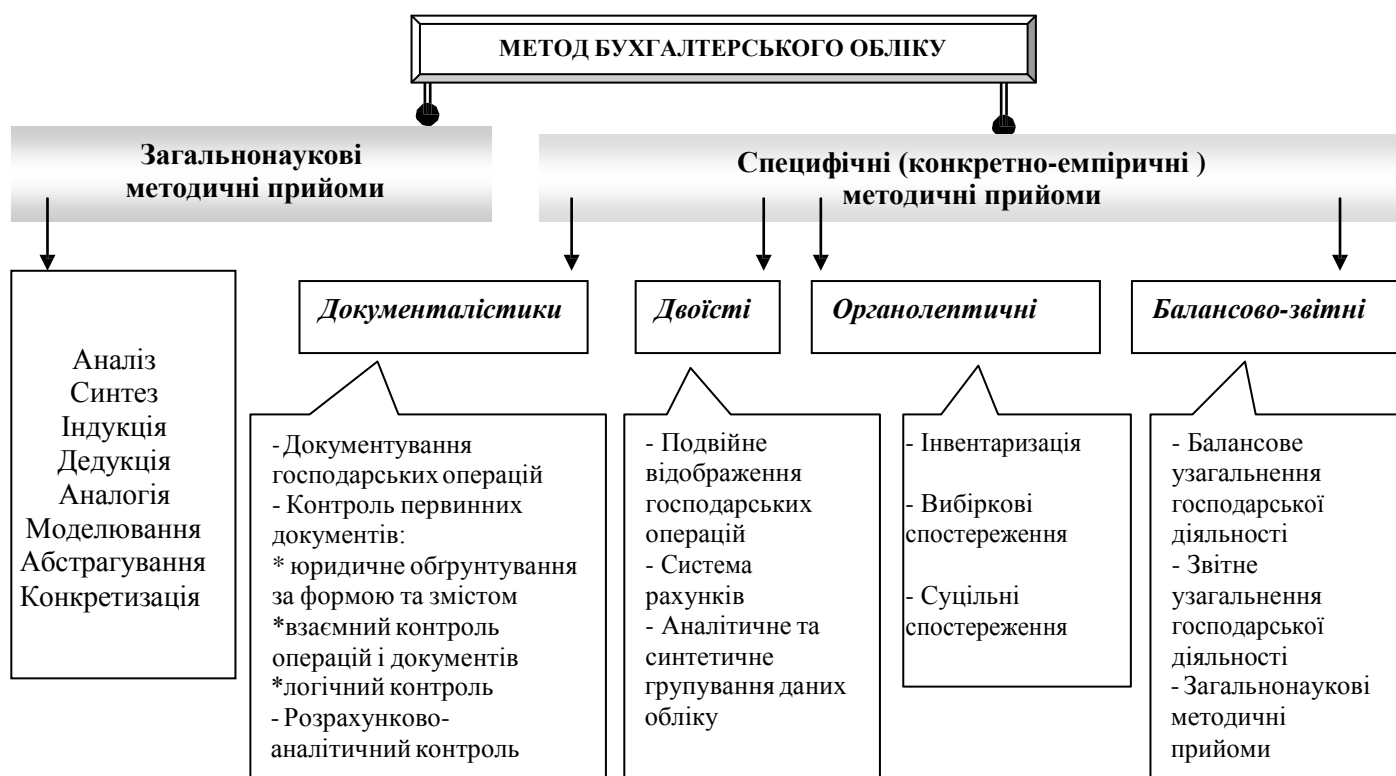 МЕТОД БУХГАЛТЕРСЬКОГО ОБЛІКУ
Загальнонаукові
методичні прийоми
Специфічні (конкретно-емпіричні )
методичні прийоми
Аналіз
Синтез
Індукція
Дедукція
Аналогія
Моделювання
Абстрагування
Конкретизація
Документалістики
- Документування
господарських операцій
- Контроль первинних
документів:
* юридичне обґрунтування
за формою та змістом
*взаємний контроль
операцій і документів
*логічний контроль
- Розрахунково-
аналітичний контроль
Двоїсті
- Подвійне
відображення
господарських
операцій
- Система
рахунків
- Аналітичне та
синтетичне
групування даних
обліку
Органолептичні
- Інвентаризація
- Вибіркові
спостереження
- Суцільні
спостереження
Балансово-звітні
- Балансове
узагальнення
господарської
діяльності
- Звітне
узагальнення
господарської
діяльності
- Загальнонаукові
методичні
прийоми